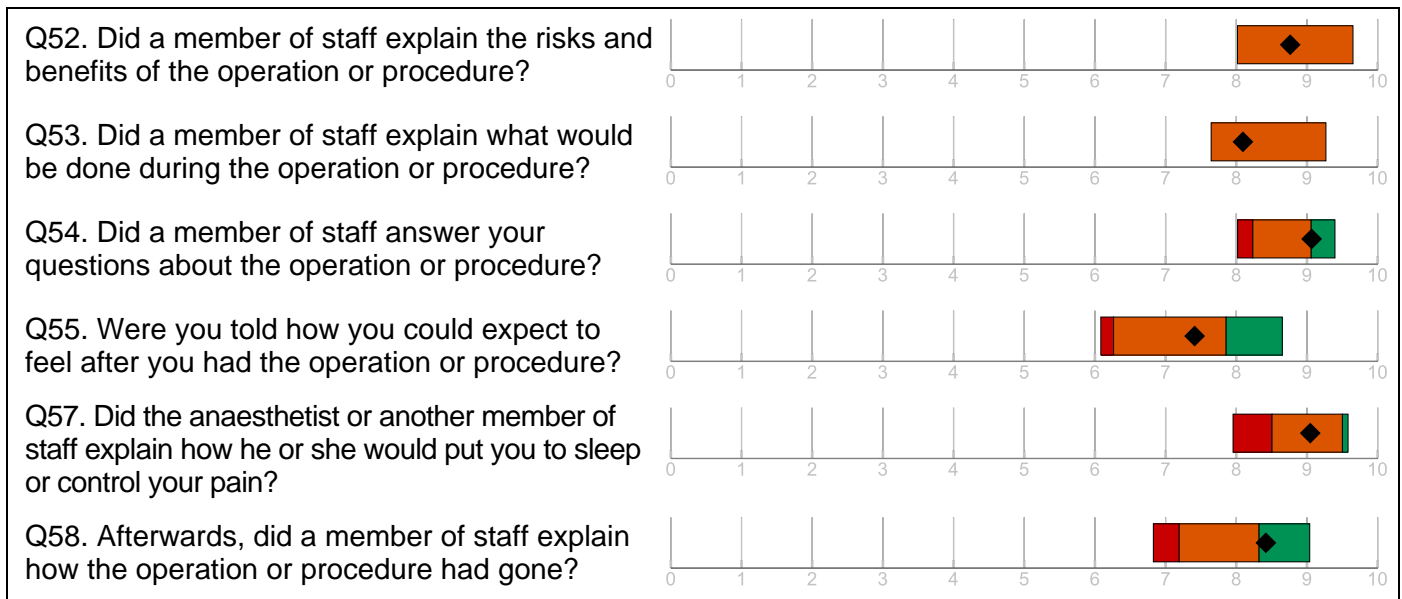 Q52. Did a member of staff explain the risks and
benefits of the operation or procedure?
0 1 2 3 4 5 6 7 8 9 10
Q53. Did a member of staff explain what would
be done during the operation or procedure?
0 1 2 3 4 5 6 7 8 9 10
Q54. Did a member of staff answer your
questions about the operation or procedure?
0 1 2 3 4 5 6 7 8 9 10
Q55. Were you told how you could expect to
feel after you had the operation or procedure?
0 1 2 3 4 5 6 7 8 9 10
Q57. Did the anaesthetist or another member of
staff explain how he or she would put you to sleep
or control your pain?
0 1 2 3 4 5 6 7 8 9 10
Q58. Afterwards, did a member of staff explain
how the operation or procedure had gone?
0 1 2 3 4 5 6 7 8 9 10